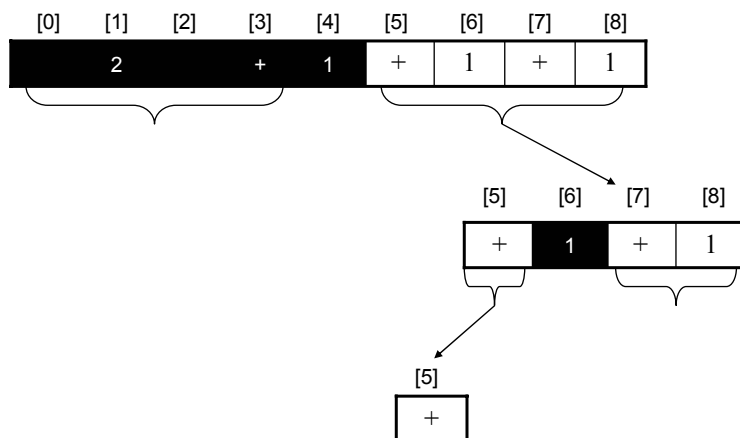 [0] [1] [2] [3] [4] [5] [6] [7] [8]
2 + 1 + 1 + 1
[5] [6] [7] [8]
+ 1 + 1
[5]
+